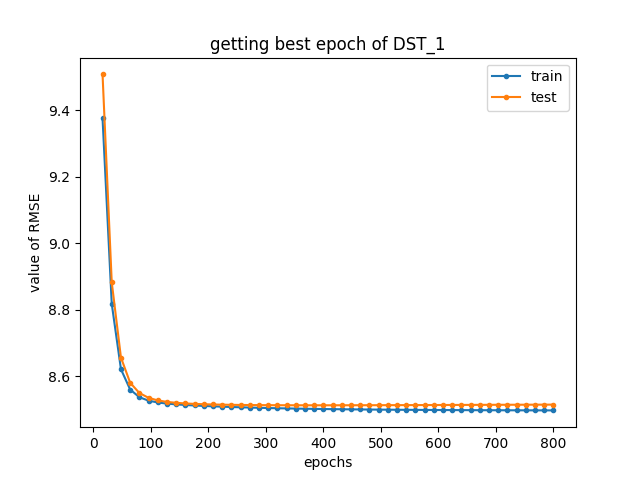 getting best epoch of DST_1
train
test
value of RMSE
9.4
9.2
9.0
8.8
8.6
0 100 200 300 400 500 600 700 800
epochs